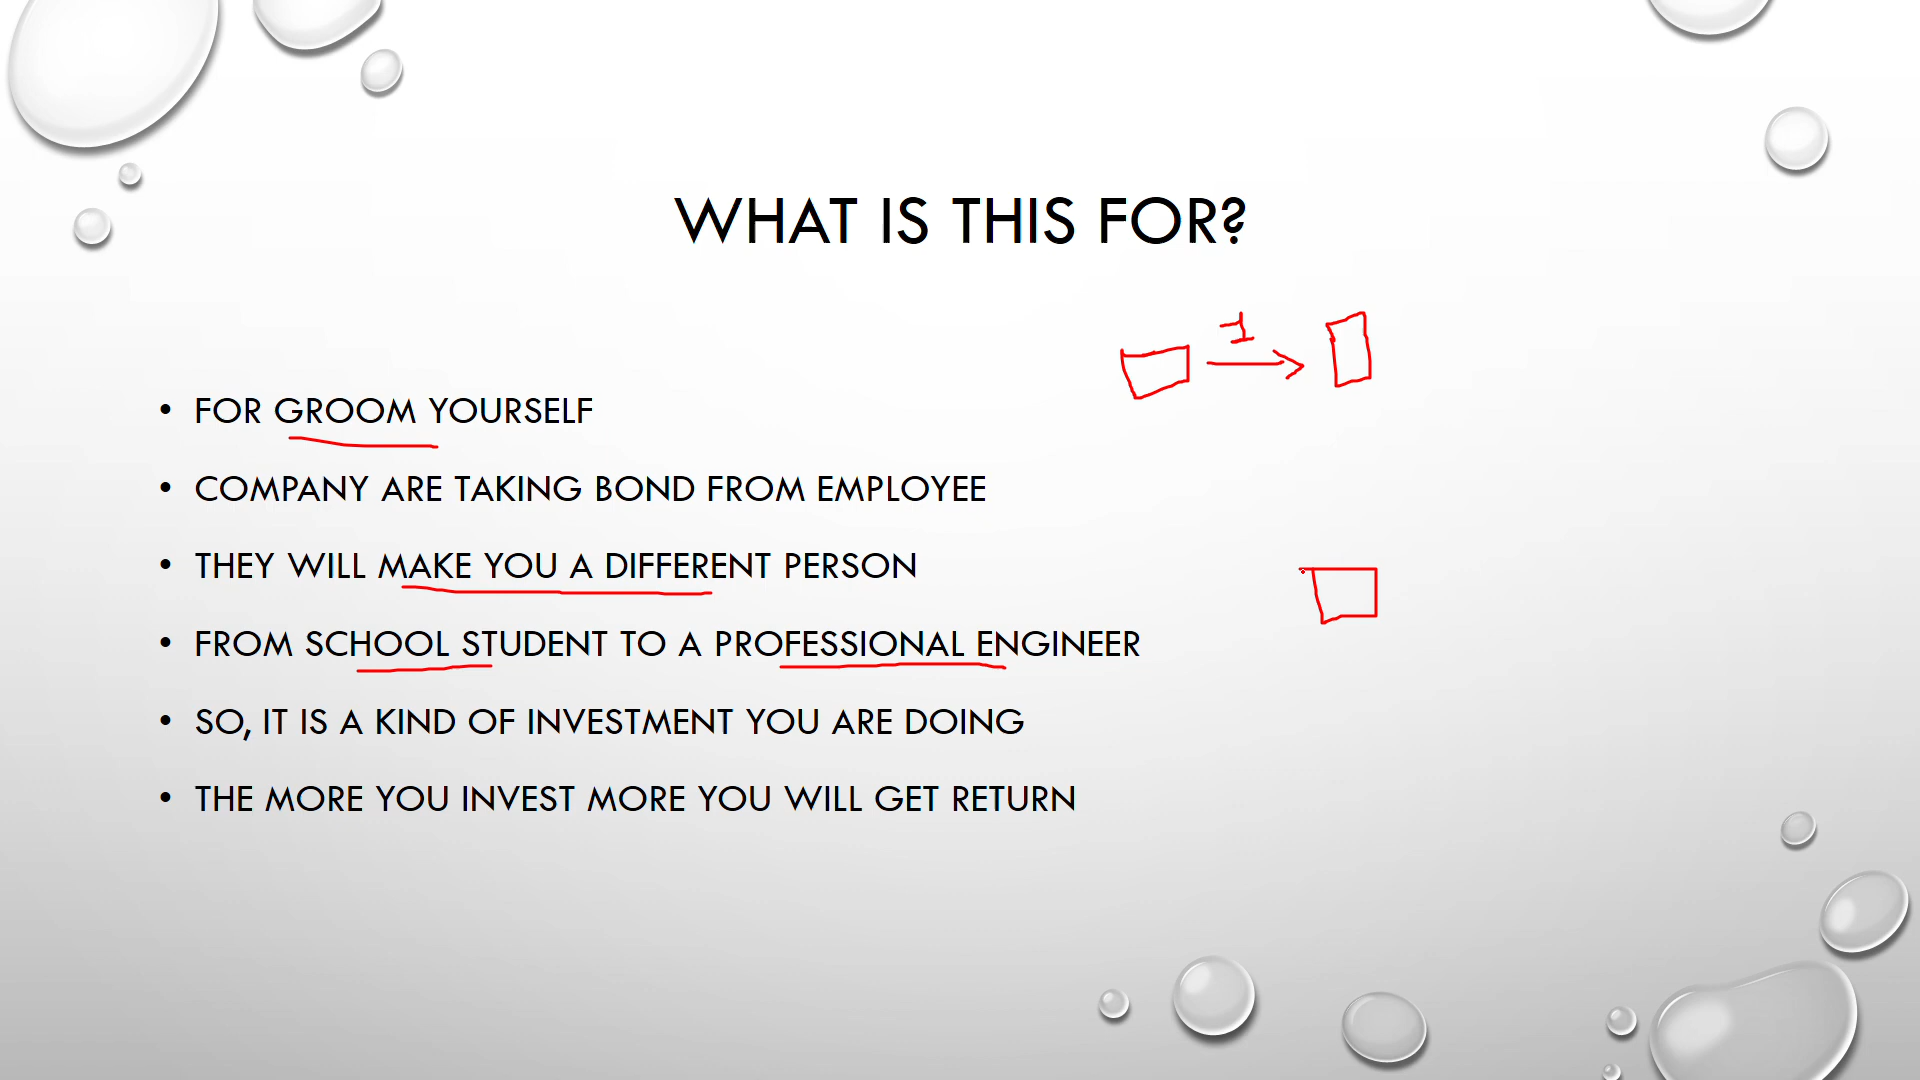 WHAT IS THIS FOR?
1
• FOR GROOM YOURSELF
• COMPANY ARE TAKING BOND FROM EMPLOYEE
• THEY WILL MAKE YOU A DIFFERENT PERSON
• FROM SCHOOL STUDENT TO A PROFESSIONAL ENGINEER
• SO, IT IS A KIND OF INVESTMENT YOU ARE DOING
• THE MORE YOU INVEST MORE YOU WILL GET RETURN